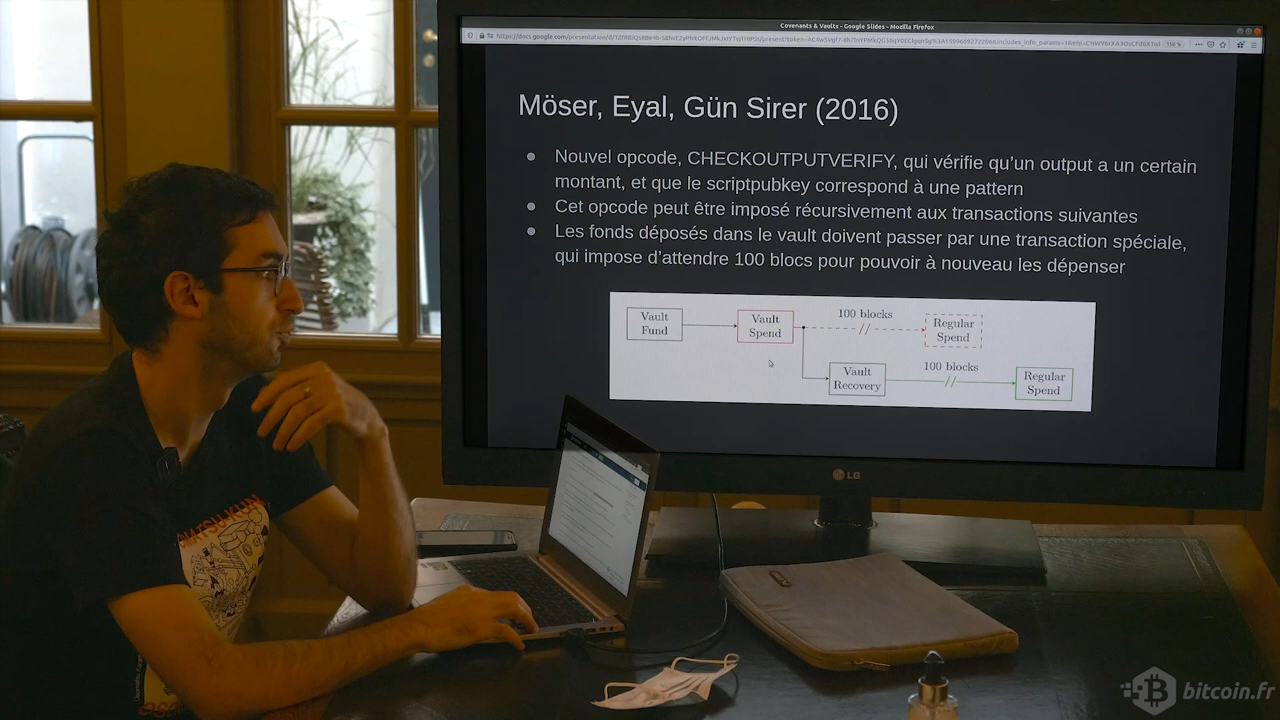 Covenants & Vaults - Google Slides - Mozilla Firefox
Möser, Eyal, Gün Sirer (2016)
Nouvel opcode, CHECKOUTPUTVERIFY, qui vérifie qu'un output a un certain
montant, et que le scriptpubkey correspond à une pattern
Cet opcode peut être imposé récursivement aux transactions suivantes
Les fonds déposés dans le vault doivent passer par une transaction spéciale,
qui impose d'attendre 100 blocs pour pouvoir à nouveau les dépenser
Vault
Fund
Vault
Spend
100 blocks
Regular
Spend
Vault
Recovery
100 blocks
Regular
Spend
LG
bitcoin.fr